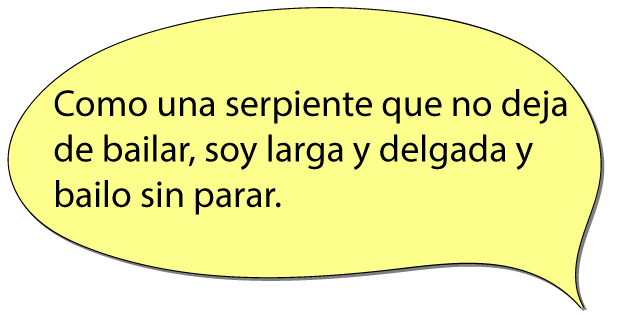 Como una serpiente que no deja
de bailar, soy larga y delgada y
bailo sin parar.